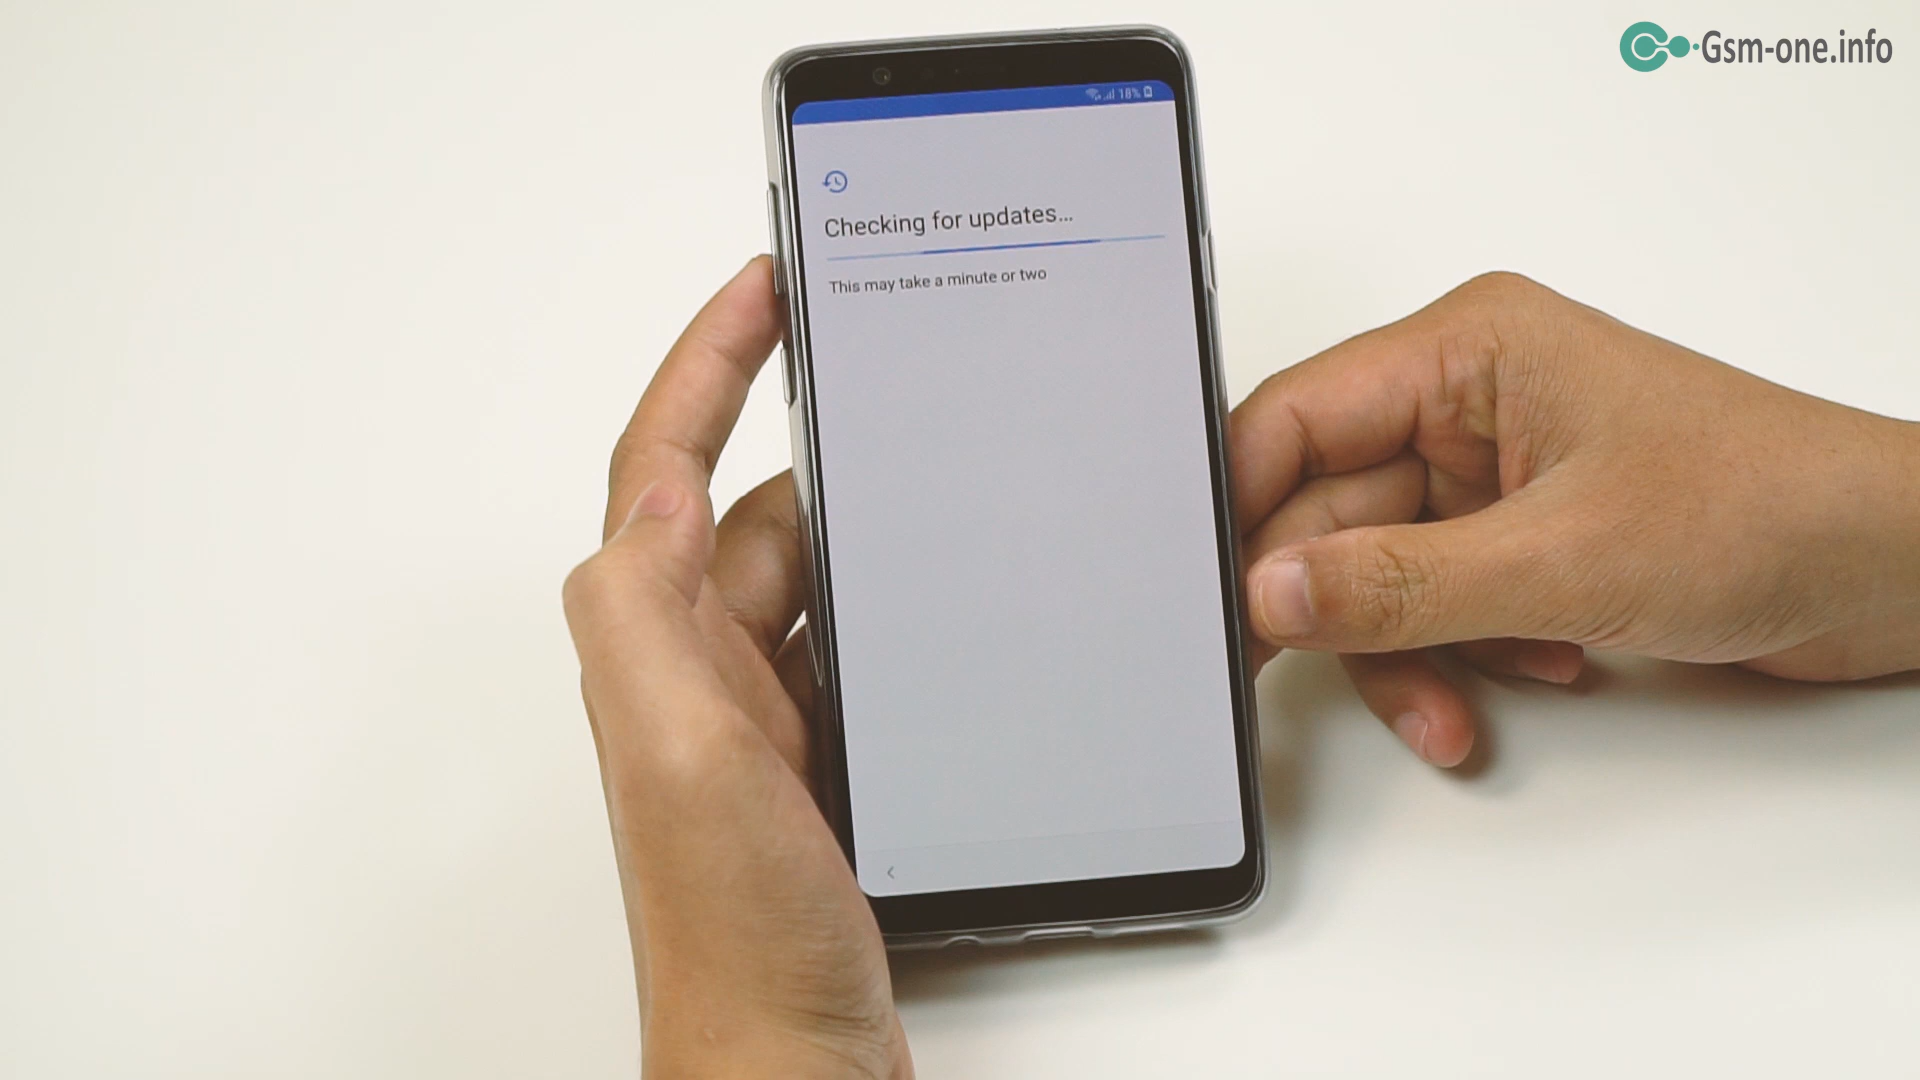 Gsm-one.info
18%
Checking for updates...
This may take a minute or two